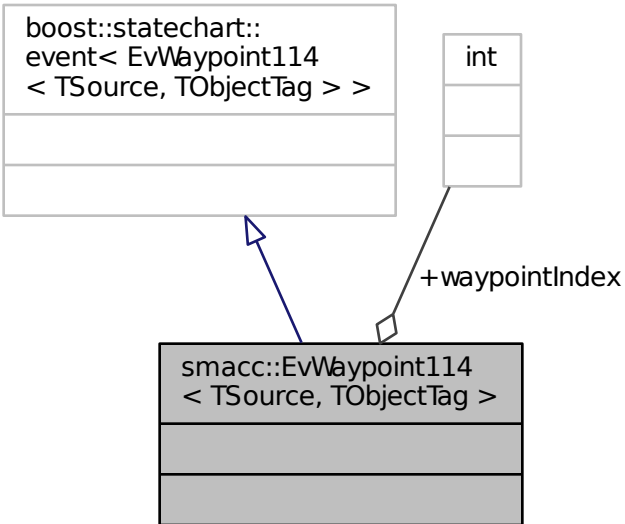 boost::statechart::
event< EvWaypoint114
< TSource, TObjectTag > >
int
+waypointIndex
smacc::EvWaypoint114
< TSource, TObjectTag >